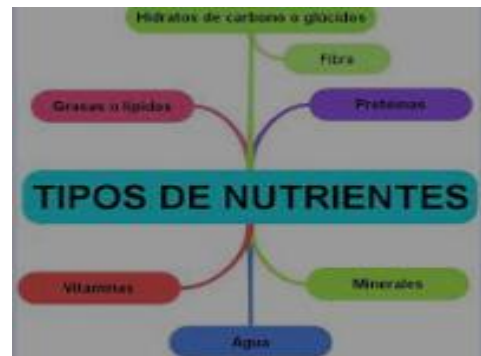 Hidratos de carbono o glúcidos
Fibra
Grasas o lípidos
Proteínas
TIPOS DE NUTRIENTES
Vitaminas
Minerales
Agua